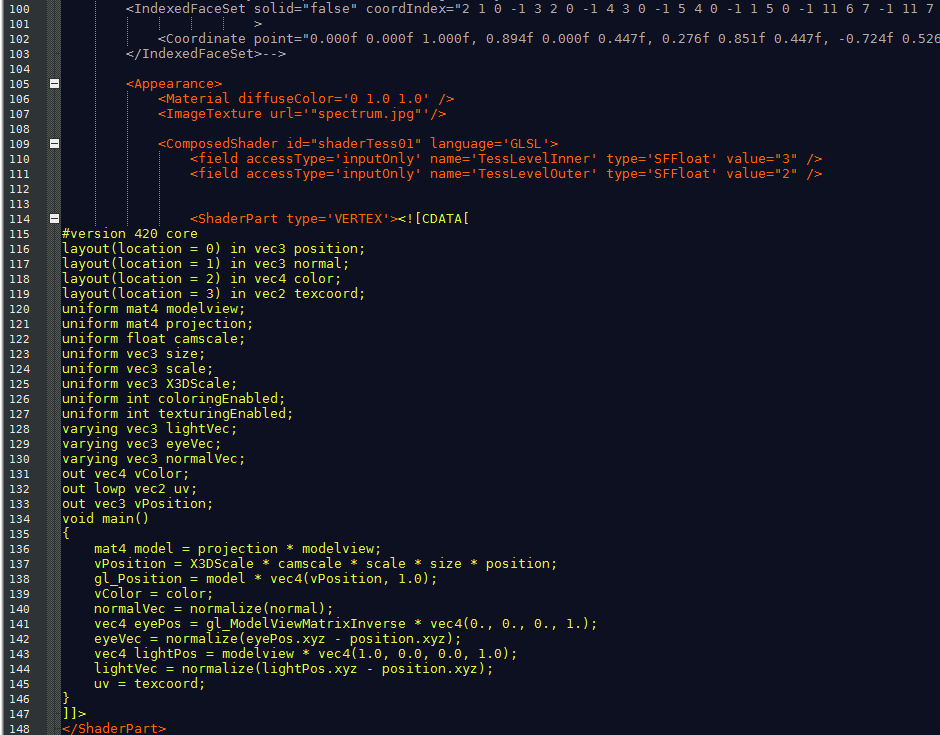 100 <IndexedFaceSet solid="false" coordIndex="2 1 0 -1 3 2 0 -1 4 3 0 -1 5 4 0 -1 1 5 0 -1 11 6 7 -1 11 7
101 >
102 <Coordinate point="0.000f 0.000f 1.000f, 0.894f 0.000f 0.447f, 0.276f 0.851f 0.447f, -0.724f 0.526
103 </IndexedFaceSet>-->
104
105 <Appearance>
106 <Material diffuseColor='0 1.0 1.0' />
107 <ImageTexture url='"spectrum.jpg"'/>
108
109 <ComposedShader id="shaderTess01" language='GLSL'>
110 <field accessType='inputOnly' name='TessLevelInner' type='SFFloat' value="3" />
111 <field accessType='inputOnly' name='TessLevelOuter' type='SFFloat' value="2" />
112
113
114 <ShaderPart type='VERTEX'><![CDATA[
115 #version 420 core
116 layout(location = 0) in vec3 position;
117 layout(location = 1) in vec3 normal;
118 layout(location = 2) in vec4 color;
119 layout(location = 3) in vec2 texcoord;
120 uniform mat4 modelview;
121 uniform mat4 projection;
122 uniform float camscale;
123 uniform vec3 size;
124 uniform vec3 scale;
125 uniform vec3 X3DScale;
126 uniform int coloringEnabled;
127 uniform int texturingEnabled;
128 varying vec3 lightVec;
129 varying vec3 eyeVec;
130 varying vec3 normalVec;
131 out vec4 vColor;
132 out lowp vec2 uv;
133 out vec3 vPosition;
134 void main()
135 {
136 mat4 model = projection * modelview;
137 vPosition = X3DScale * camscale * scale * size * position;
138 gl_Position = model * vec4(vPosition, 1.0);
139 vColor = color;
140 normalVec = normalize(normal);
141 vec4 eyePos = gl_ModelViewMatrixInverse * vec4(0., 0., 0., 1.);
142 eyeVec = normalize(eyePos.xyz - position.xyz);
143 vec4 lightPos = modelview * vec4(1.0, 0.0, 0.0, 1.0);
144 lightVec = normalize(lightPos.xyz - position.xyz);
145 uv = texcoord;
146 }
147 ]]>
148 </ShaderPart>